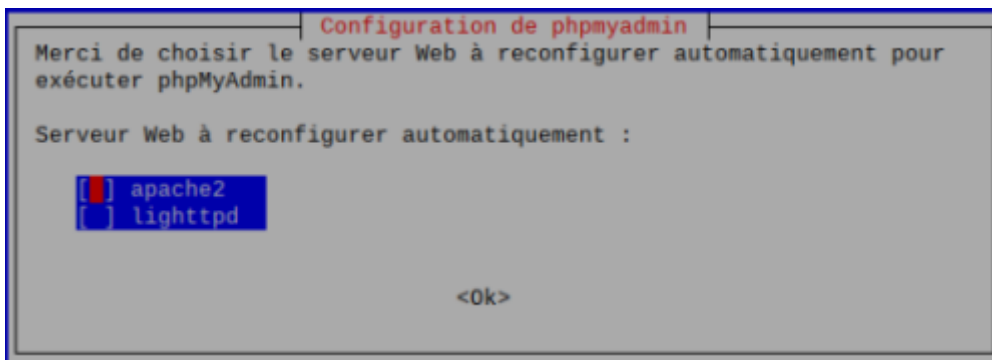 Configuration de phpmyadmin
Merci de choisir le serveur Web à reconfigurer automatiquement pour
exécuter phpMyAdmin.
Serveur Web à reconfigurer automatiquement :
[ ] apache2
[ ] lighttpd
<Ok>